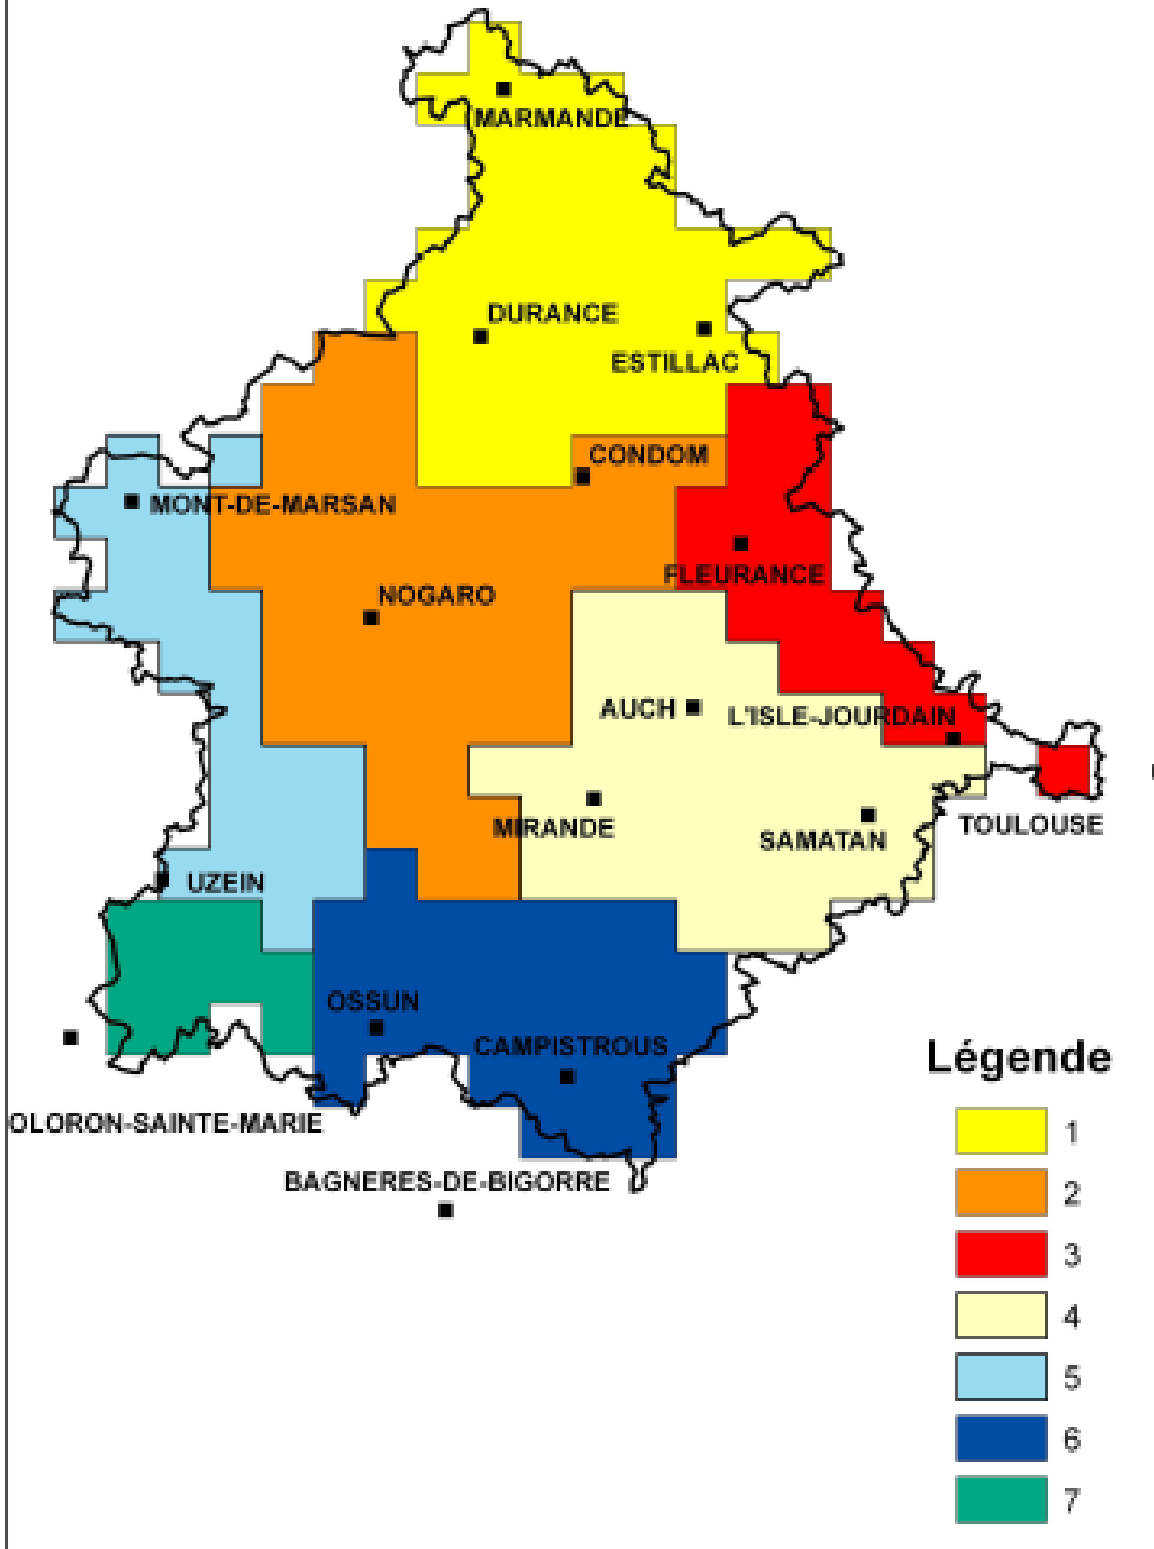 MARMANDE
DURANCE
ESTILLAC
CONDOM
MONT-DE-MARSAN
FLEURANCE
NOGARO
AUCH
L'ISLE-JOURDAIN
MIRANDE
SAMATAN
TOULOUSE
UZEIN
OSSUN
CAMPISTROUS
OLORON-SAINTE-MARIE
BAGNERES-DE-BIGORRE
Légende
1
2
3
4
5
6
7